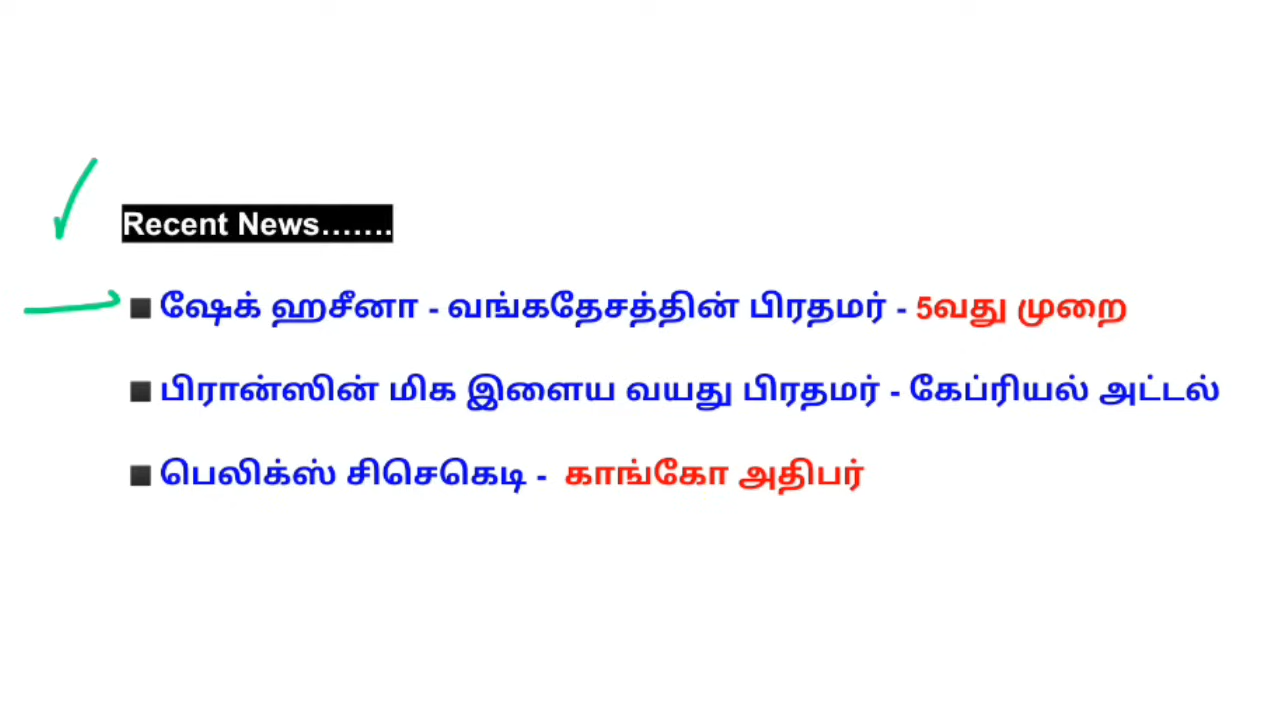 Recent News…….
ஷேக் ஹசீனா - வங்கதேசத்தின் பிரதமர் - 5வது முறை
பிரான்ஸின் மிக இளைய வயது பிரதமர் - கேப்ரியல் அட்டல்
பெலிக்ஸ் சிசெகெடி - காங்கோ அதிபர்